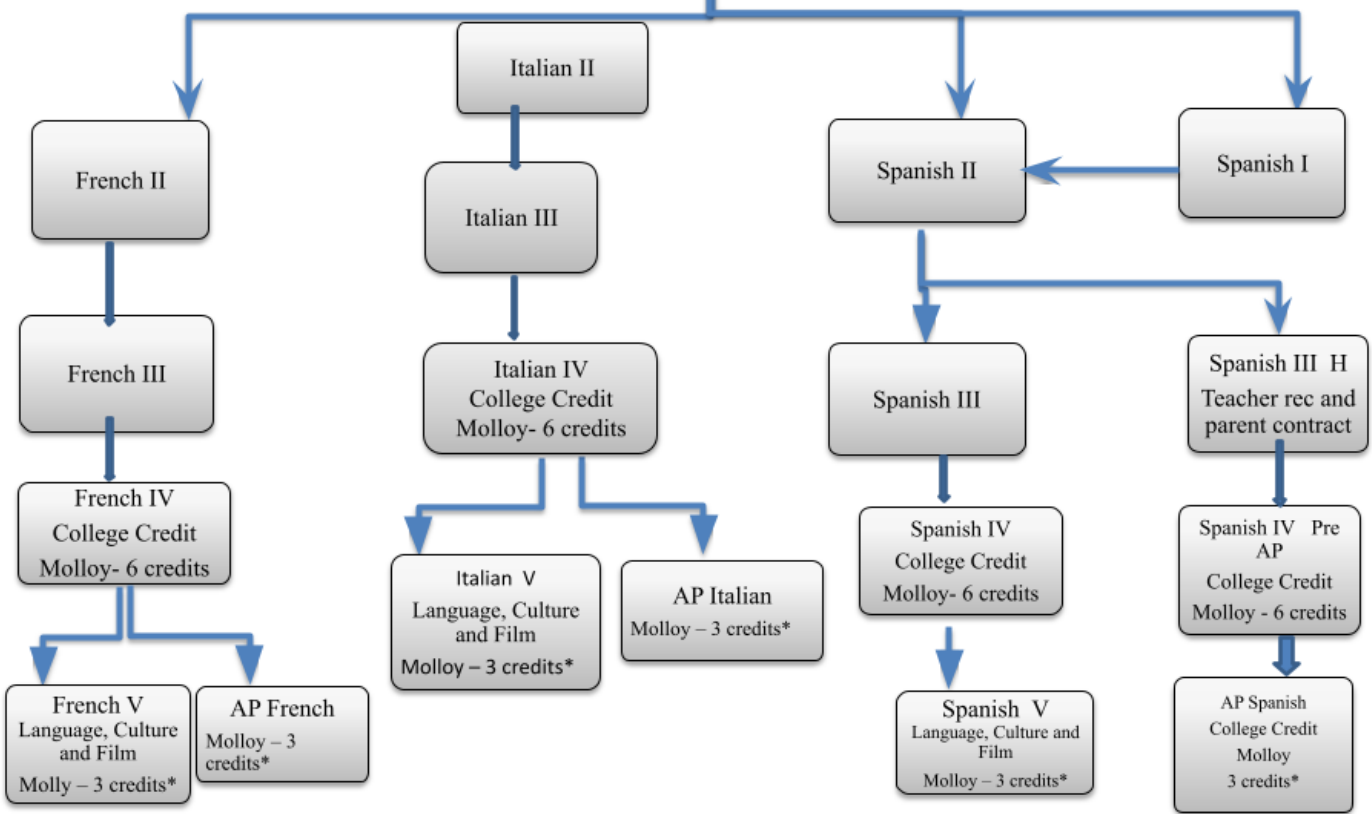 Italian II
French II
Spanish II
Spanish I
Italian III
French III
Italian IV
College Credit
Molloy- 6 credits
Spanish III
Spanish III H
Teacher rec and
parent contract
French IV
College Credit
Molloy- 6 credits
Italian V
Language, Culture
and Film
Molloy – 3 credits*
AP Italian
Molloy – 3 credits*
Spanish IV
College Credit
Molloy- 6 credits
Spanish IV Pre
AP
College Credit
Molloy - 6 credits
French V
Language, Culture
and Film
Molly – 3 credits*
AP French
Molloy – 3
credits*
Spanish V
Language, Culture and
Film
Molloy – 3 credits*
AP Spanish
College Credit
Molloy
3 credits*